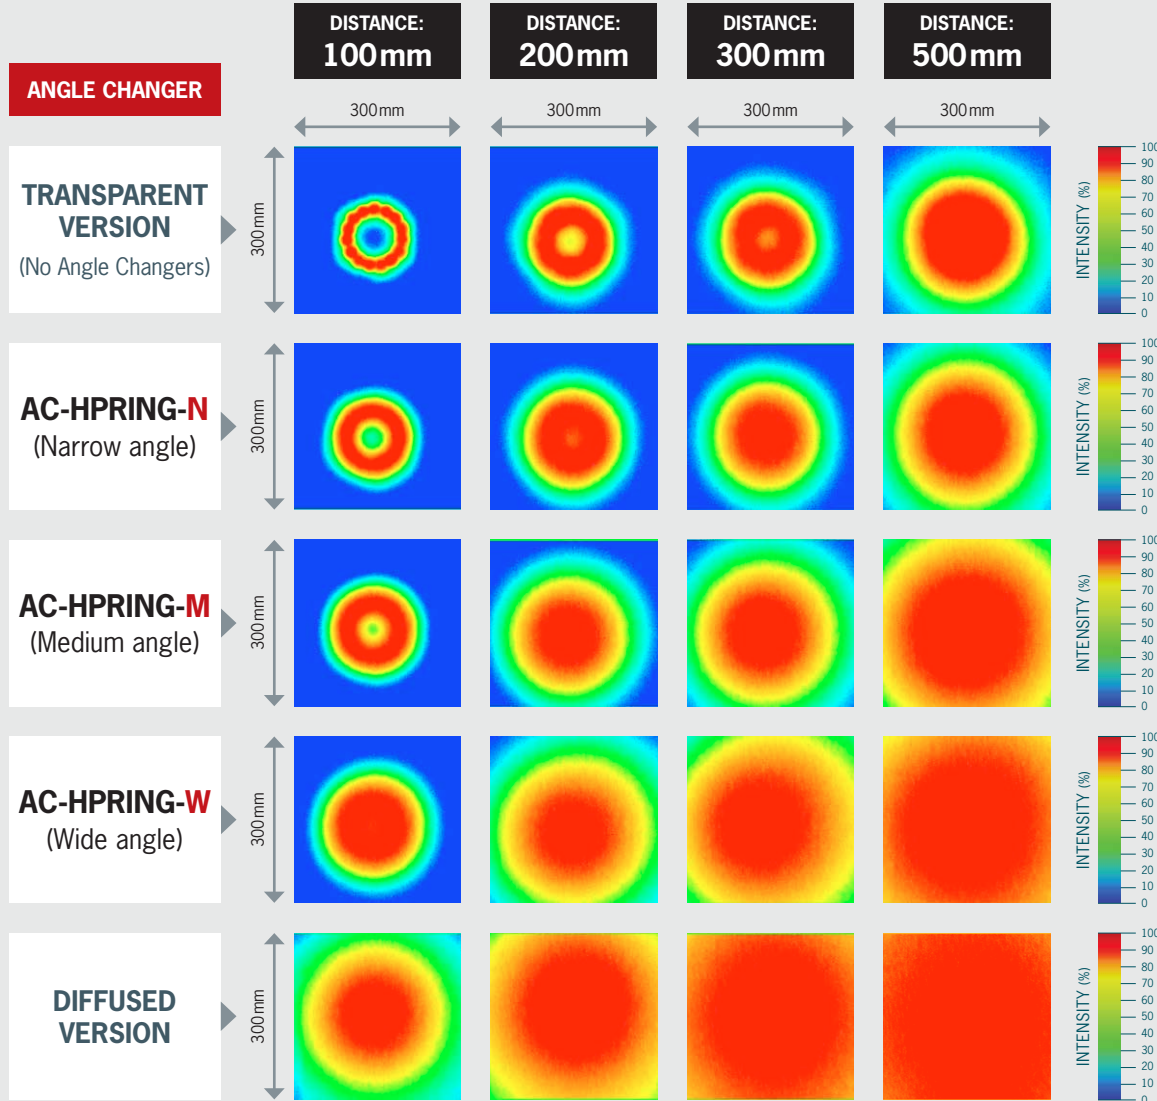 DISTANCE:
100mm
DISTANCE:
200mm
DISTANCE:
300mm
DISTANCE:
500mm
ANGLE CHANGER
300mm
300mm
300mm
300mm
TRANSPARENT
VERSION
(No Angle Changers)
300mm
INTENSITY (%)
100
90
80
70
60
50
40
30
20
10
0
AC-HPRING-N
(Narrow angle)
300mm
INTENSITY (%)
100
90
80
70
60
50
40
30
20
10
0
AC-HPRING-M
(Medium angle)
300mm
INTENSITY (%)
100
90
80
70
60
50
40
30
20
10
0
AC-HPRING-W
(Wide angle)
300mm
INTENSITY (%)
100
90
80
70
60
50
40
30
20
10
0
DIFFUSED
VERSION
300mm
INTENSITY (%)
100
90
80
70
60
50
40
30
20
10
0